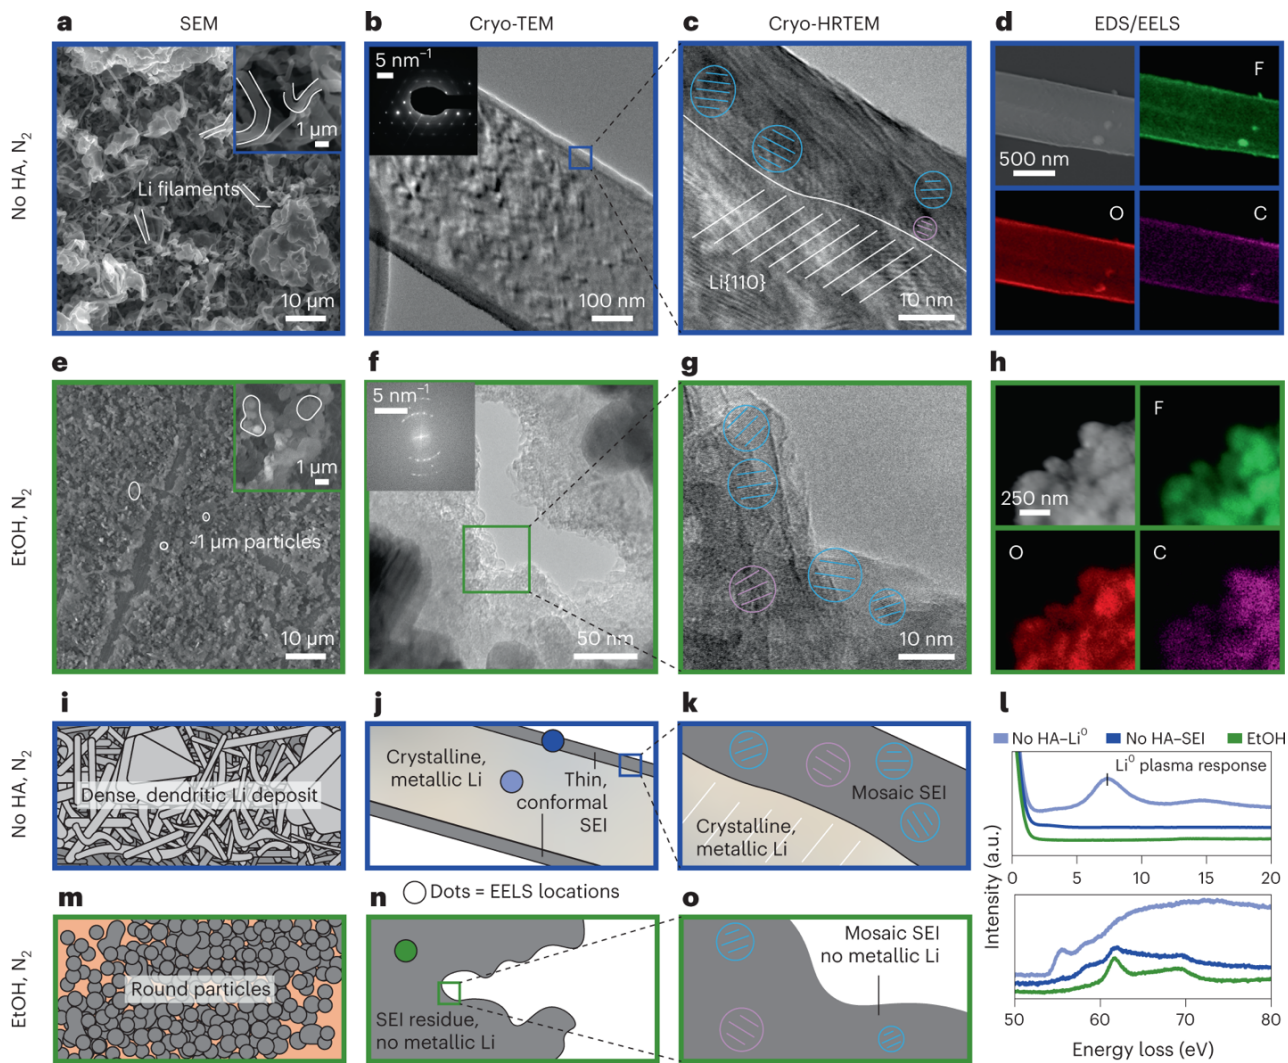 SEM
Cryo-TEM
Cryo-HRTEM
EDS/EELS
No HA, N₂
a
1 µm
Li filaments
10 µm
b
5 nm⁻¹
100 nm
c
Li{110}
10 nm
d
F
500 nm
O
C
EtOH, N₂
e
1 µm
~1 µm particles
10 µm
f
5 nm⁻¹
50 nm
g
10 nm
h
F
250 nm
O
C
No HA, N₂
i
Dense, dendritic Li deposit
j
Crystalline,
metallic Li
Thin,
conformal
SEI
k
Mosaic SEI
Crystalline,
metallic Li
l
No HA–Li⁰
No HA–SEI
EtOH
Li⁰ plasma response
0 5 10 15 20
Intensity (a.u.)
50 60 70 80
Energy loss (eV)
EtOH, N₂
m
Round particles
Dots = EELS locations
n
SEI residue,
no metallic Li
o
Mosaic SEI
no metallic Li